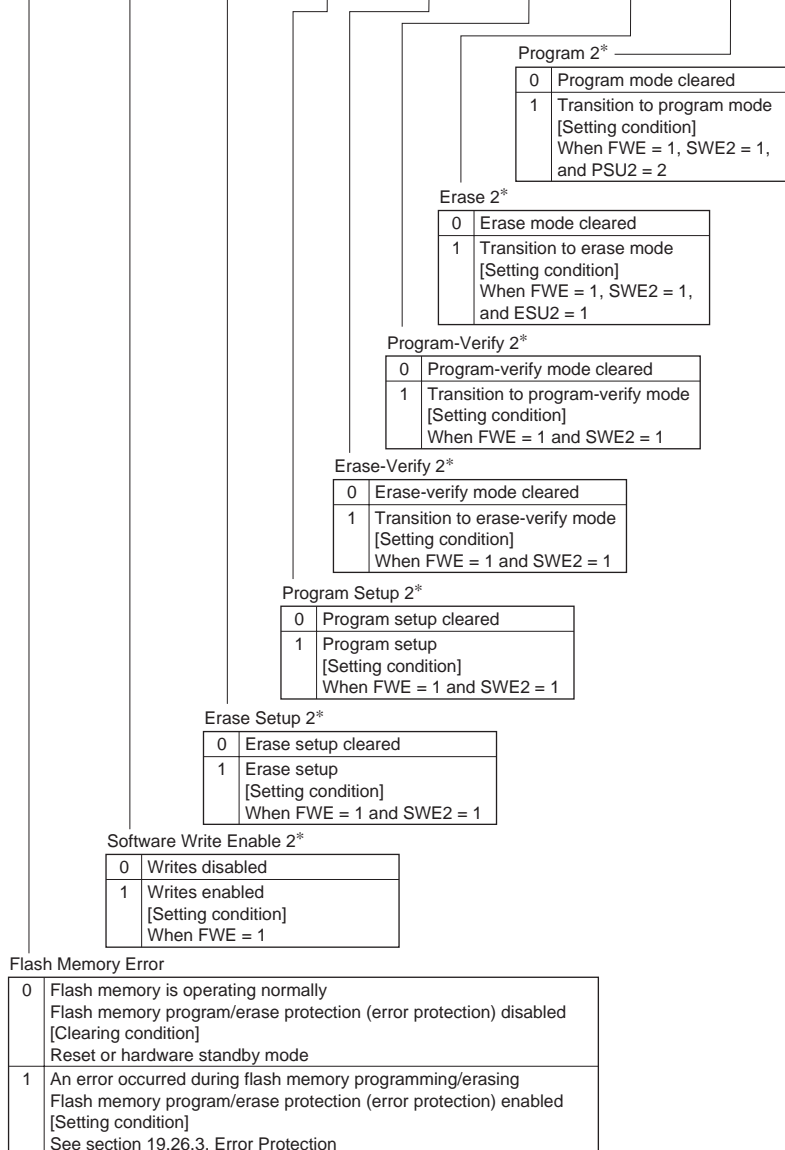 Program 2*
0 Program mode cleared
1 Transition to program mode
[Setting condition]
When FWE = 1, SWE2 = 1,
and PSU2 = 2
Erase 2*
0 Erase mode cleared
1 Transition to erase mode
[Setting condition]
When FWE = 1, SWE2 = 1,
and ESU2 = 1
Program-Verify 2*
0 Program-verify mode cleared
1 Transition to program-verify mode
[Setting condition]
When FWE = 1 and SWE2 = 1
Erase-Verify 2*
0 Erase-verify mode cleared
1 Transition to erase-verify mode
[Setting condition]
When FWE = 1 and SWE2 = 1
Program Setup 2*
0 Program setup cleared
1 Program setup
[Setting condition]
When FWE = 1 and SWE2 = 1
Erase Setup 2*
0 Erase setup cleared
1 Erase setup
[Setting condition]
When FWE = 1 and SWE2 = 1
Software Write Enable 2*
0 Writes disabled
1 Writes enabled
[Setting condition]
When FWE = 1
Flash Memory Error
0 Flash memory is operating normally
Flash memory program/erase protection (error protection) disabled
[Clearing condition]
Reset or hardware standby mode
1 An error occurred during flash memory programming/erasing
Flash memory program/erase protection (error protection) enabled
[Setting condition]
See section 19.26.3, Error Protection